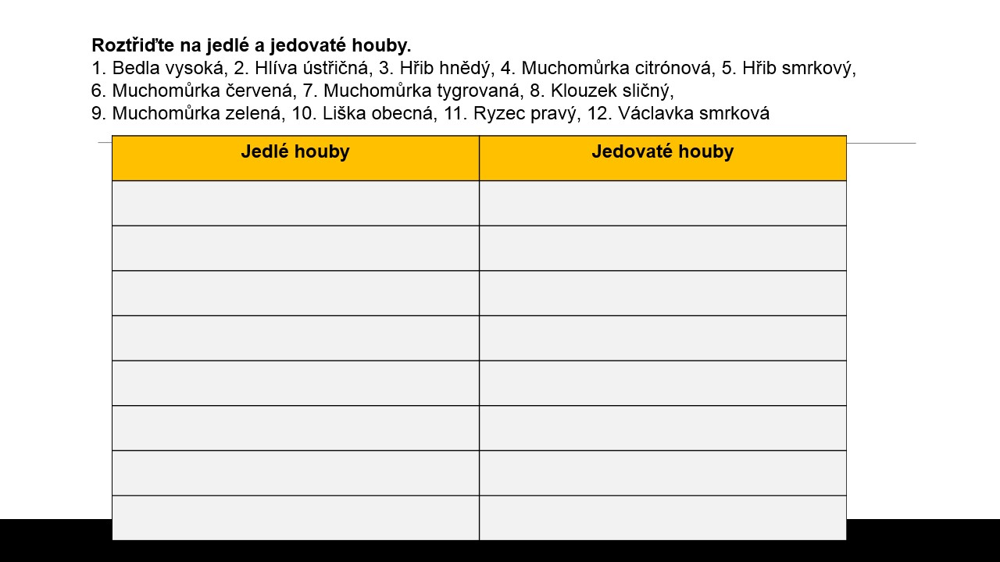 Roztřiďte na jedlé a jedovaté houby.
1. Bedla vysoká, 2. Hlíva ústřičná, 3. Hřib hnědý, 4. Muchomůrka citrónová, 5. Hřib smrkový,
6. Muchomůrka červená, 7. Muchomůrka tygrovaná, 8. Klouzek sličný,
9. Muchomůrka zelená, 10. Liška obecná, 11. Ryzec pravý, 12. Václavka smrková
Jedlé houby
Jedovaté houby